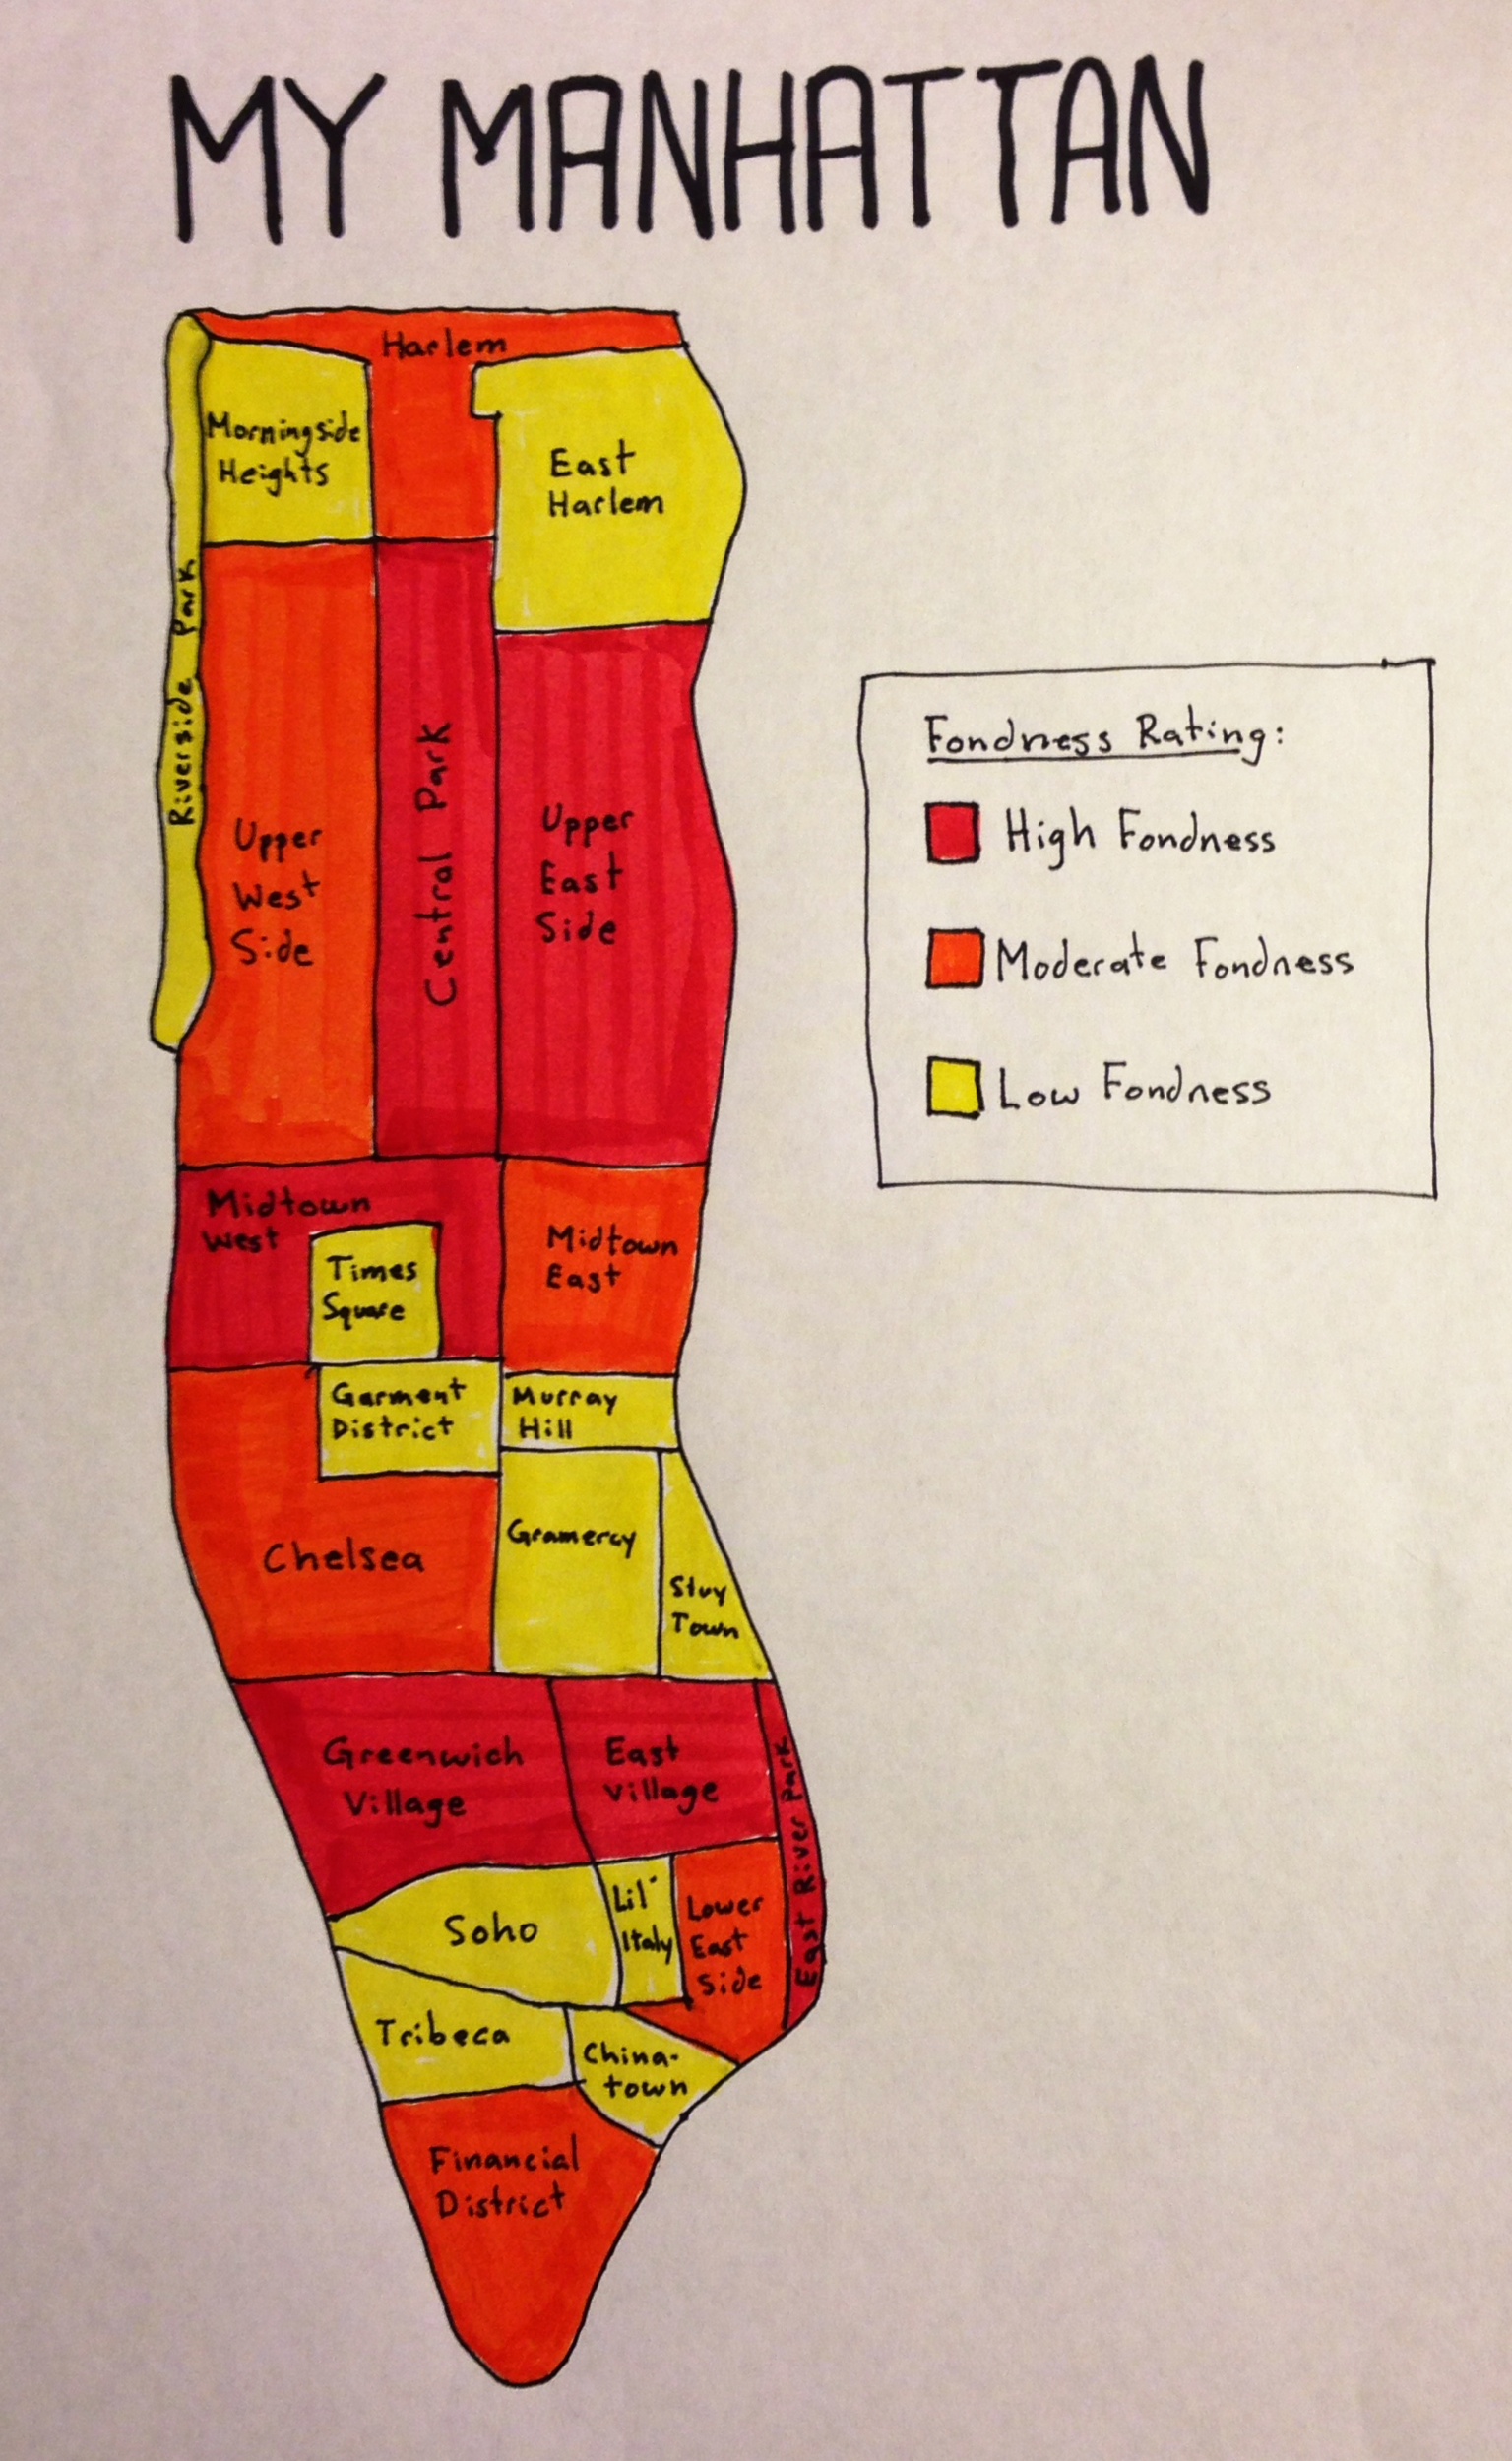 MY MANHATTAN
Harlem
Morningside
Heights
East
Harlem
Riverside Park
Upper
West
Side
Central Park
Upper
East
Side
Fondness Rating:
High Fondness
Moderate Fondness
Low Fondness
Midtown
West
Times
Square
Midtown
East
Garment
District
Murray
Hill
Chelsea
Gramercy
Stuy
Town
Greenwich
Village
East
Village
East River Park
Soho
Lil'
Italy
Lower
East
Side
Tribeca
China-
town
Financial
District